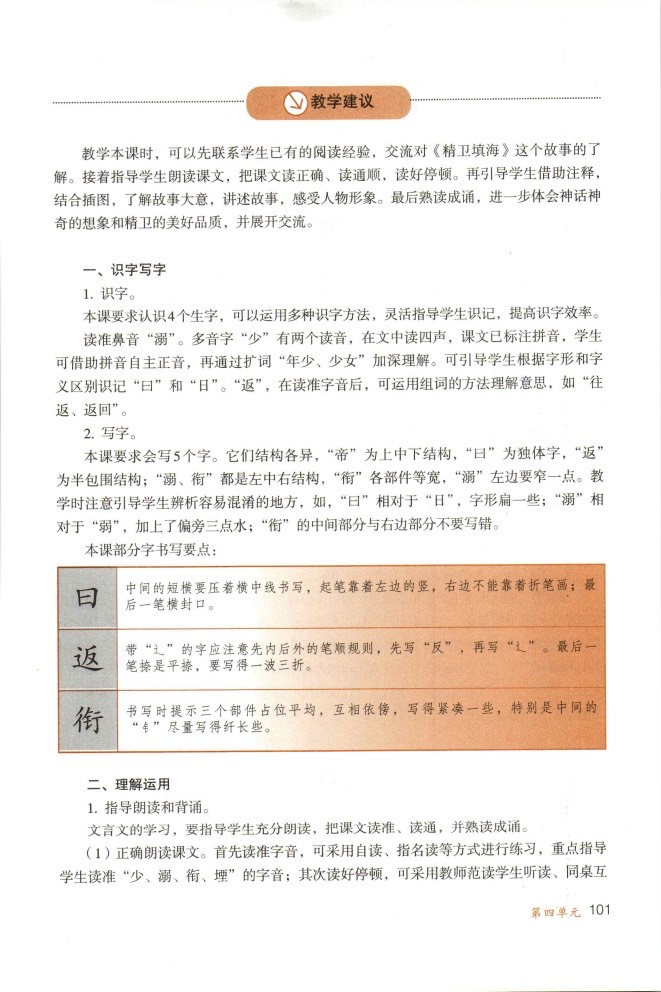 教学建议
教学本课时，可以先联系学生已有的阅读经验，交流对《精卫填海》这个故事的了
解。接着指导学生朗读课文，把课文读正确、读通顺，读好停顿。再引导学生借助注释，
结合插图，了解故事大意，讲述故事，感受人物形象。最后熟读成诵，进一步体会神话神
奇的想象和精卫的美好品质，并展开交流。
一、识字写字
1. 识字。
本课要求认识4个生字，可以运用多种识字方法，灵活指导学生识记，提高识字效率。
读准鼻音“溺”。多音字“少”有两个读音，在文中读四声，课文已标注拼音，学生
可借助拼音自主正音，再通过扩词“年少、少女”加深理解。可引导学生根据字形和字
义区别识记“曰”和“日”。“返”，在读准字音后，可运用组词的方法理解意思，如“往
返、返回”。
2. 写字。
本课要求会写5个字。它们结构各异，“帝”为上中下结构，“曰”为独体字，“返”
为半包围结构；“溺、衔”都是左中右结构，“衔”各部件等宽，“溺”左边要窄一点。教
学时注意引导学生辨析容易混淆的地方，如，“曰”相对于“日”，字形扁一些；“溺”相
对于“弱”，加上了偏旁三点水；“衔”的中间部分与右边部分不要写错。
本课部分字书写要点：
曰
中间的短横要压着横中线书写，起笔靠着左边的竖，右边不能靠着折笔画；最
后一笔横封口。
返
带“辶”的字应注意先内后外的笔顺规则，先写“反”，再写“辶”。最后一
笔捺是平捺，要写得一波三折。
衔
书写时提示三个部件占位平均，互相依傍，写得紧凑一些，特别是中间的
“钅”尽量写得纤长些。
二、理解运用
1. 指导朗读和背诵。
文言文的学习，要指导学生充分朗读，把课文读准、读通，并熟读成诵。
（1）正确朗读课文。首先读准字音，可采用自读、指名读等方式进行练习，重点指导
学生读准“少、溺、衔、堙”的字音；其次读好停顿，可采用教师范读学生听读、同桌互
第四单元 101